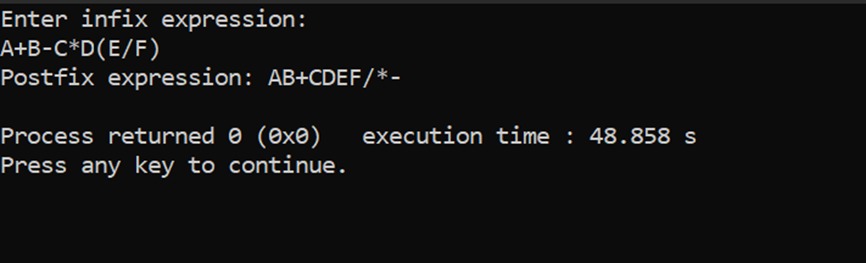 Enter infix expression:
A+B-C*D(E/F)
Postfix expression: AB+CDEF/*-
Process returned 0 (0x0)   execution time : 48.858 s
Press any key to continue.